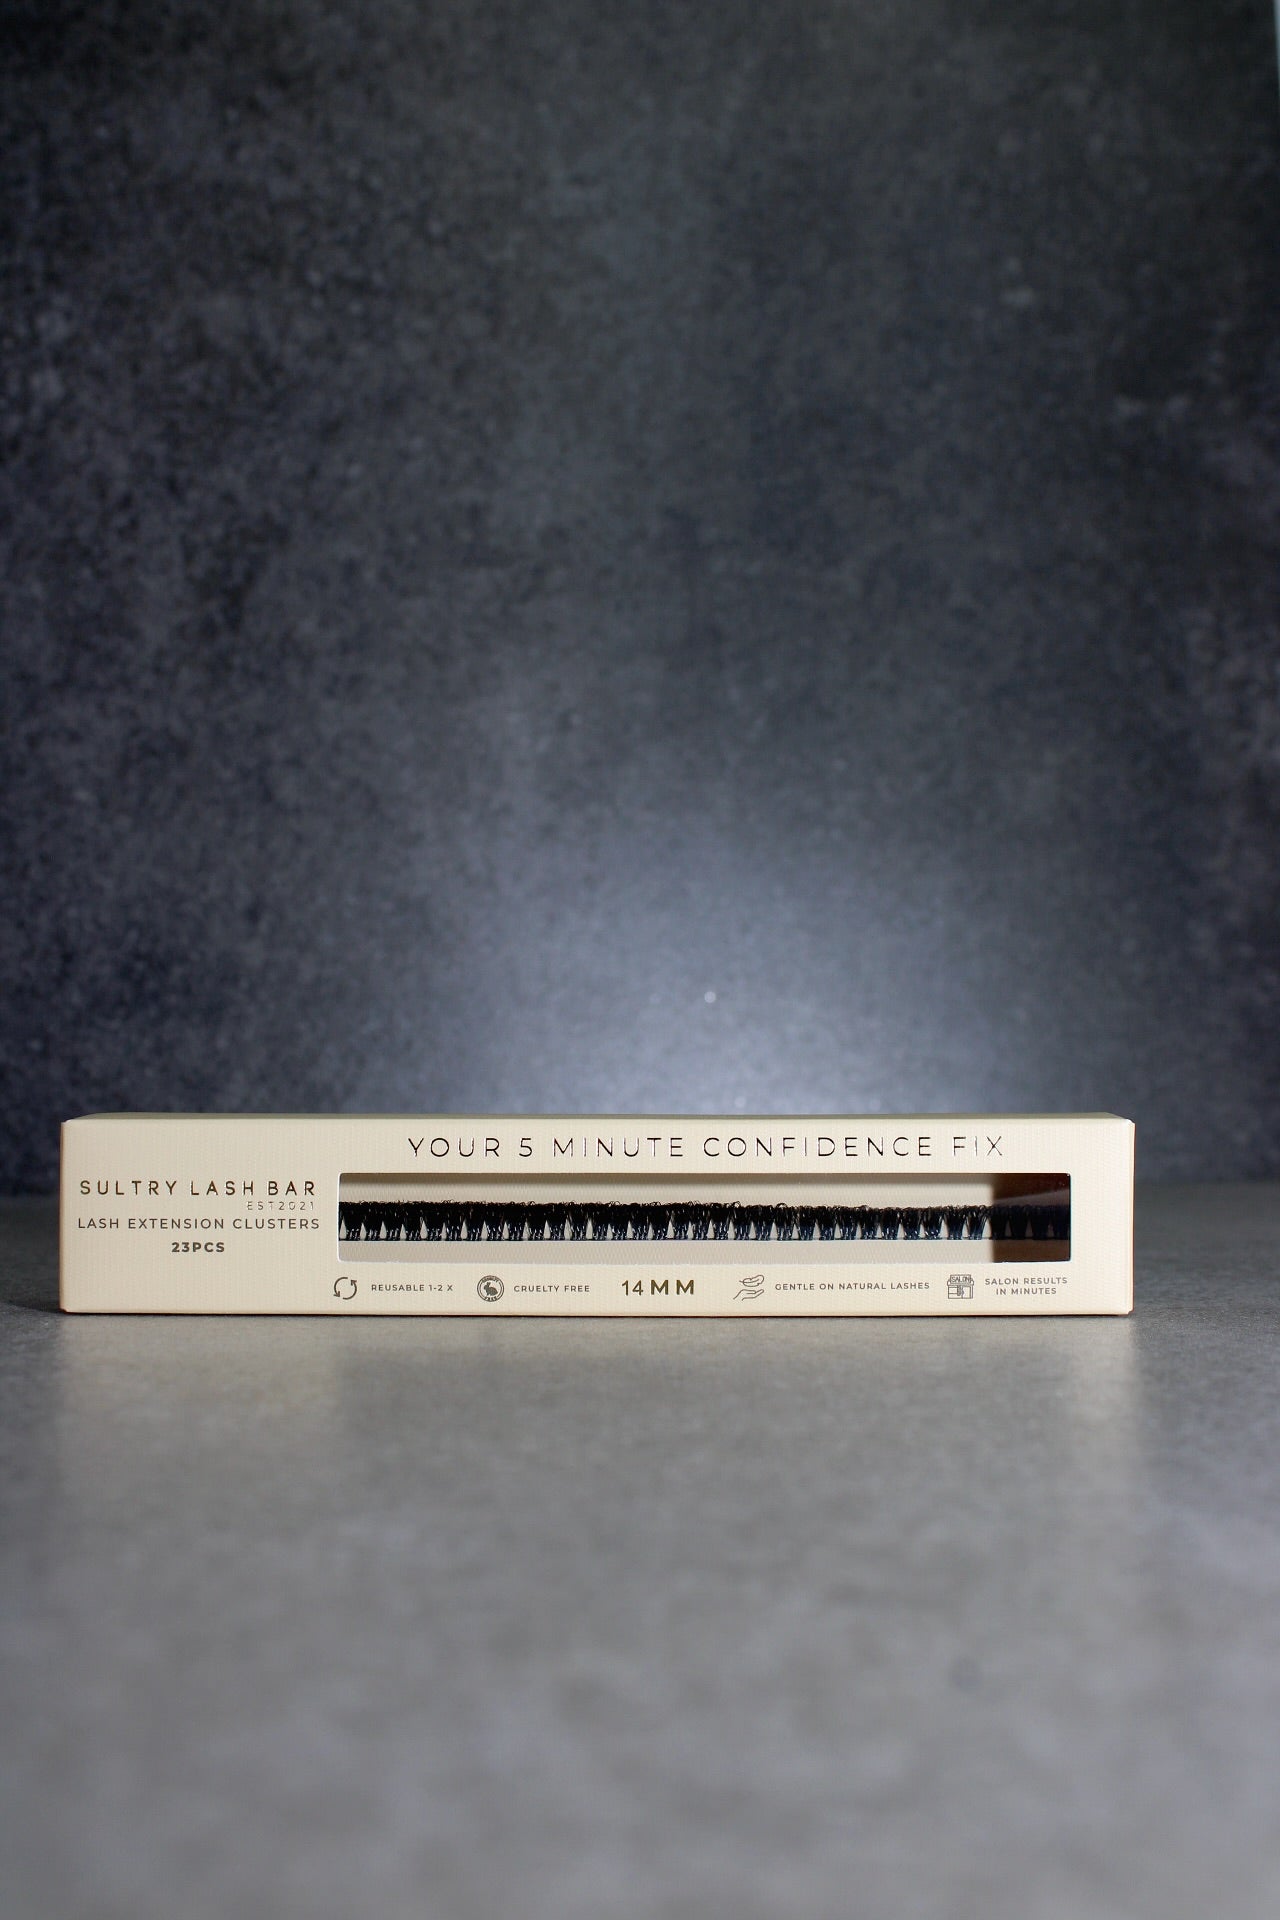 YOUR 5 MINUTE CONFIDENCE FIX
SULTRY LASH BAR
EST2021
LASH EXTENSION CLUSTERS
23PCS
REUSABLE 1-2 X
CRUELTY FREE
14MM
GENTLE ON NATURAL LASHES
SALON
SALON RESULTS
IN MINUTES